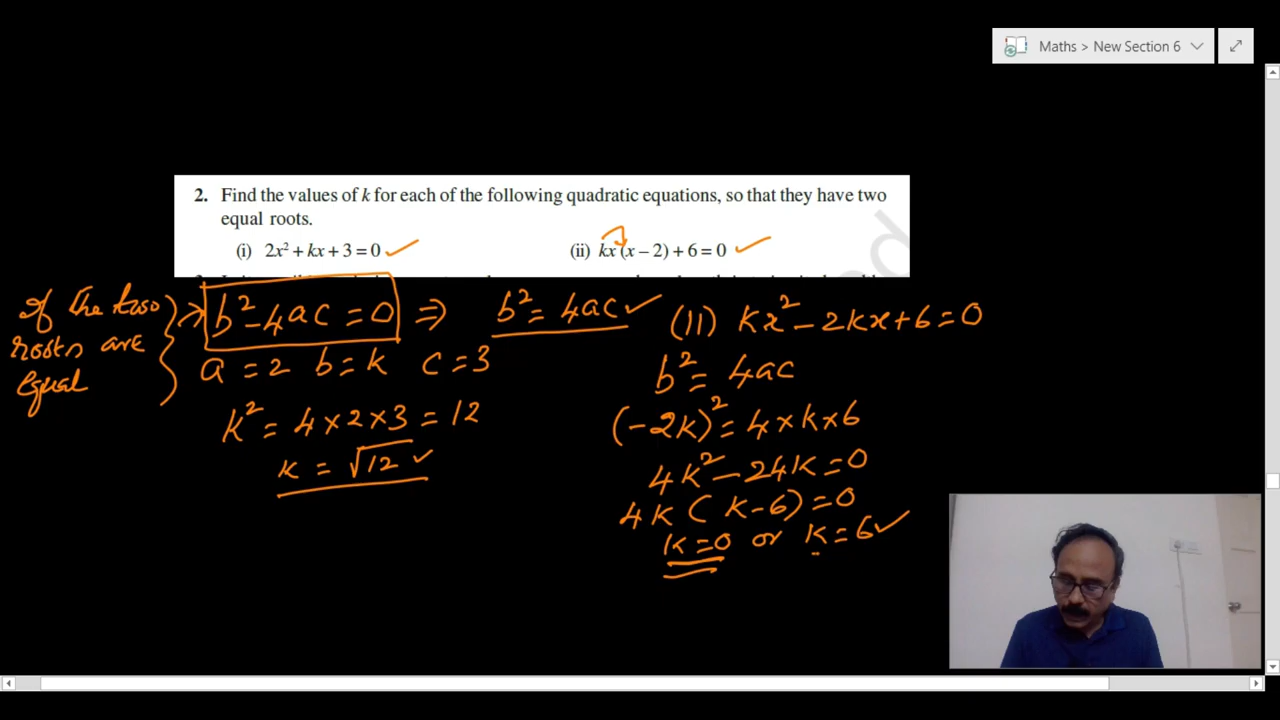 Maths > New Section 6
2. Find the values of k for each of the following quadratic equations, so that they have two
equal roots.
(i) 2x² + kx + 3 = 0 (ii) kx (x – 2) + 6 = 0
of the two
roots are
equal
b² - 4ac = 0 ⇒ b² = 4ac
a = 2 b = k c = 3
k² = 4 × 2 × 3 = 12
k = √12
(ii) kx² - 2kx + 6 = 0
b² = 4ac
(-2k)² = 4 × k × 6
4k² - 24k = 0
4k (k - 6) = 0
k = 0 or k = 6